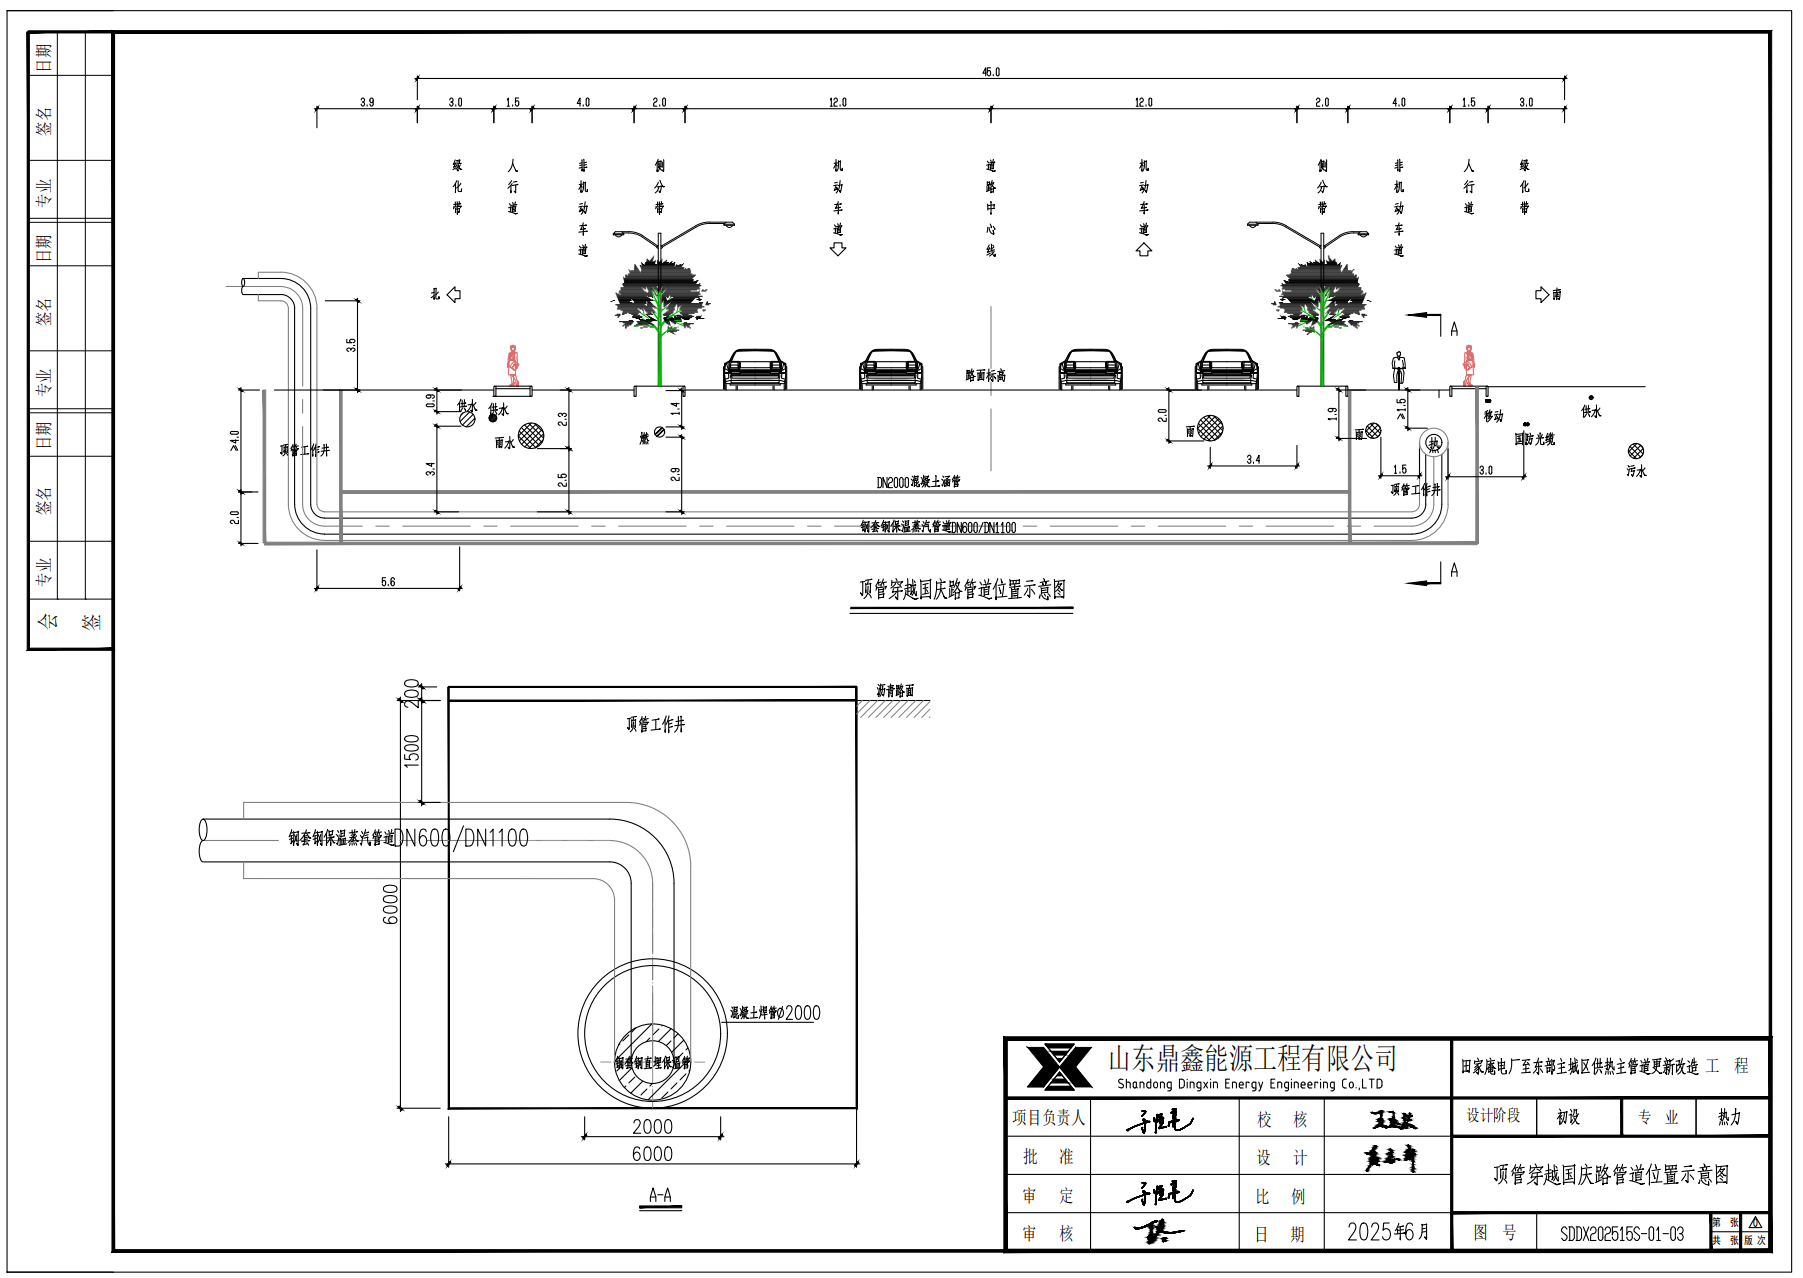 45.0
3.9
3.0
1.5
4.0
2.0
12.0
12.0
2.0
4.0
1.5
3.0
绿化带
人行道
非机动车道
侧分带
机动车道
道路中心线
机动车道
侧分带
非机动车道
人行道
绿化带
北
南
A
3.5
路面标高
0.9
供水
供水
雨水
2.3
燃
1.4
2.0
雨
1.9
雨
≥1.5
热
移动
国防光缆
供水
污水
≥4.0
顶管工作井
3.4
2.5
2.9
3.4
1.5
3.0
顶管工作井
DN2000混凝土涵管
2.0
钢套钢保温蒸汽管道DN600/DN1100
5.6
A
顶管穿越国庆路管道位置示意图
200
沥青路面
顶管工作井
1500
钢套钢保温蒸汽管道DN600/DN1100
6000
混凝土焊管ø2000
钢套钢直埋保温管
2000
6000
A-A
日期
签名
专业
日期
签名
专业
日期
签名
专业
会 签
山东鼎鑫能源工程有限公司
Shandong Dingxin Energy Engineering Co.,LTD
田家庵电厂至东部主城区供热主管道更新改造 工 程
项目负责人
校 核
设计阶段
初设
专 业
热力
批 准
设 计
顶管穿越国庆路管道位置示意图
审 定
比 例
审 核
日 期
2025年6月
图 号
SDDX202515S-01-03
第 张
共 张
1
版 次